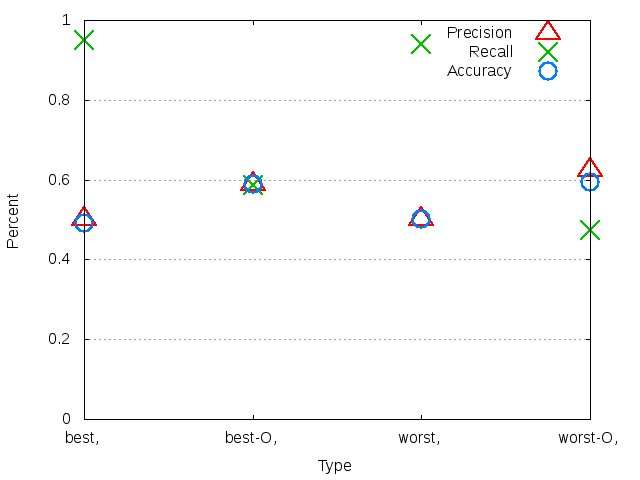 1
0.8
0.6
0.4
0.2
0
Percent
Precision
Recall
Accuracy
best,
best-O,
worst,
worst-O,
Type